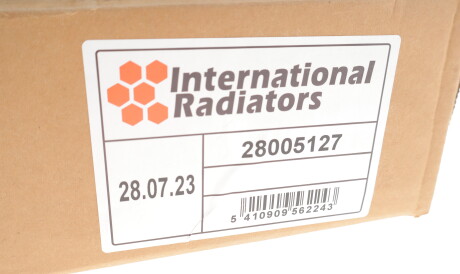 International
Radiators
28005127
28.07.23
5 410909 562243